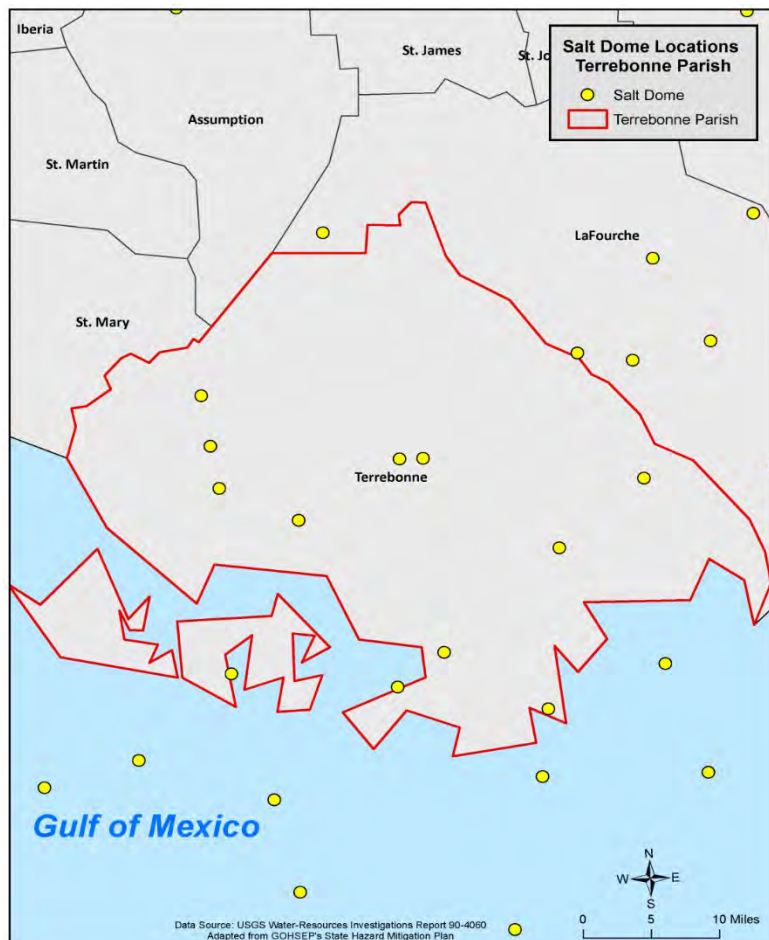 Iberia
St. James
St. Jo
Salt Dome Locations
Terrebonne Parish
Salt Dome
Terrebonne Parish
Assumption
St. Martin
LaFourche
St. Mary
Terrebonne
Gulf of Mexico
N
W
E
S
Data Source: USGS Water-Resources Investigations Report 90-4060
Adapted from GOHSEP's State Hazard Mitigation Plan
0 5 10 Miles